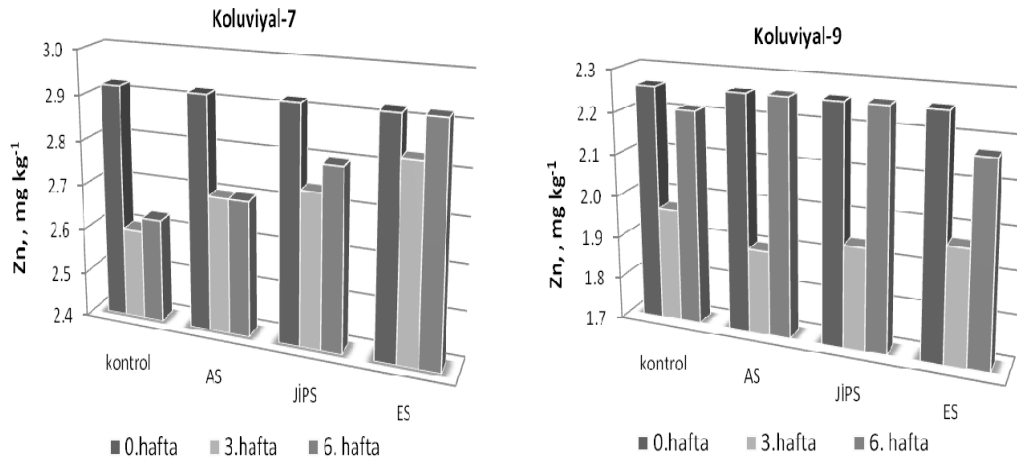 Koluviyal-7
Zn, , mg kg⁻¹
3.0
2.9
2.8
2.7
2.6
2.5
2.4
kontrol
AS
JİPS
ES
0.hafta 3.hafta 6. hafta
Koluviyal-9
Zn, , mg kg⁻¹
2.3
2.2
2.1
2.0
1.9
1.8
1.7
kontrol
AS
JİPS
ES
0.hafta 3.hafta 6. hafta